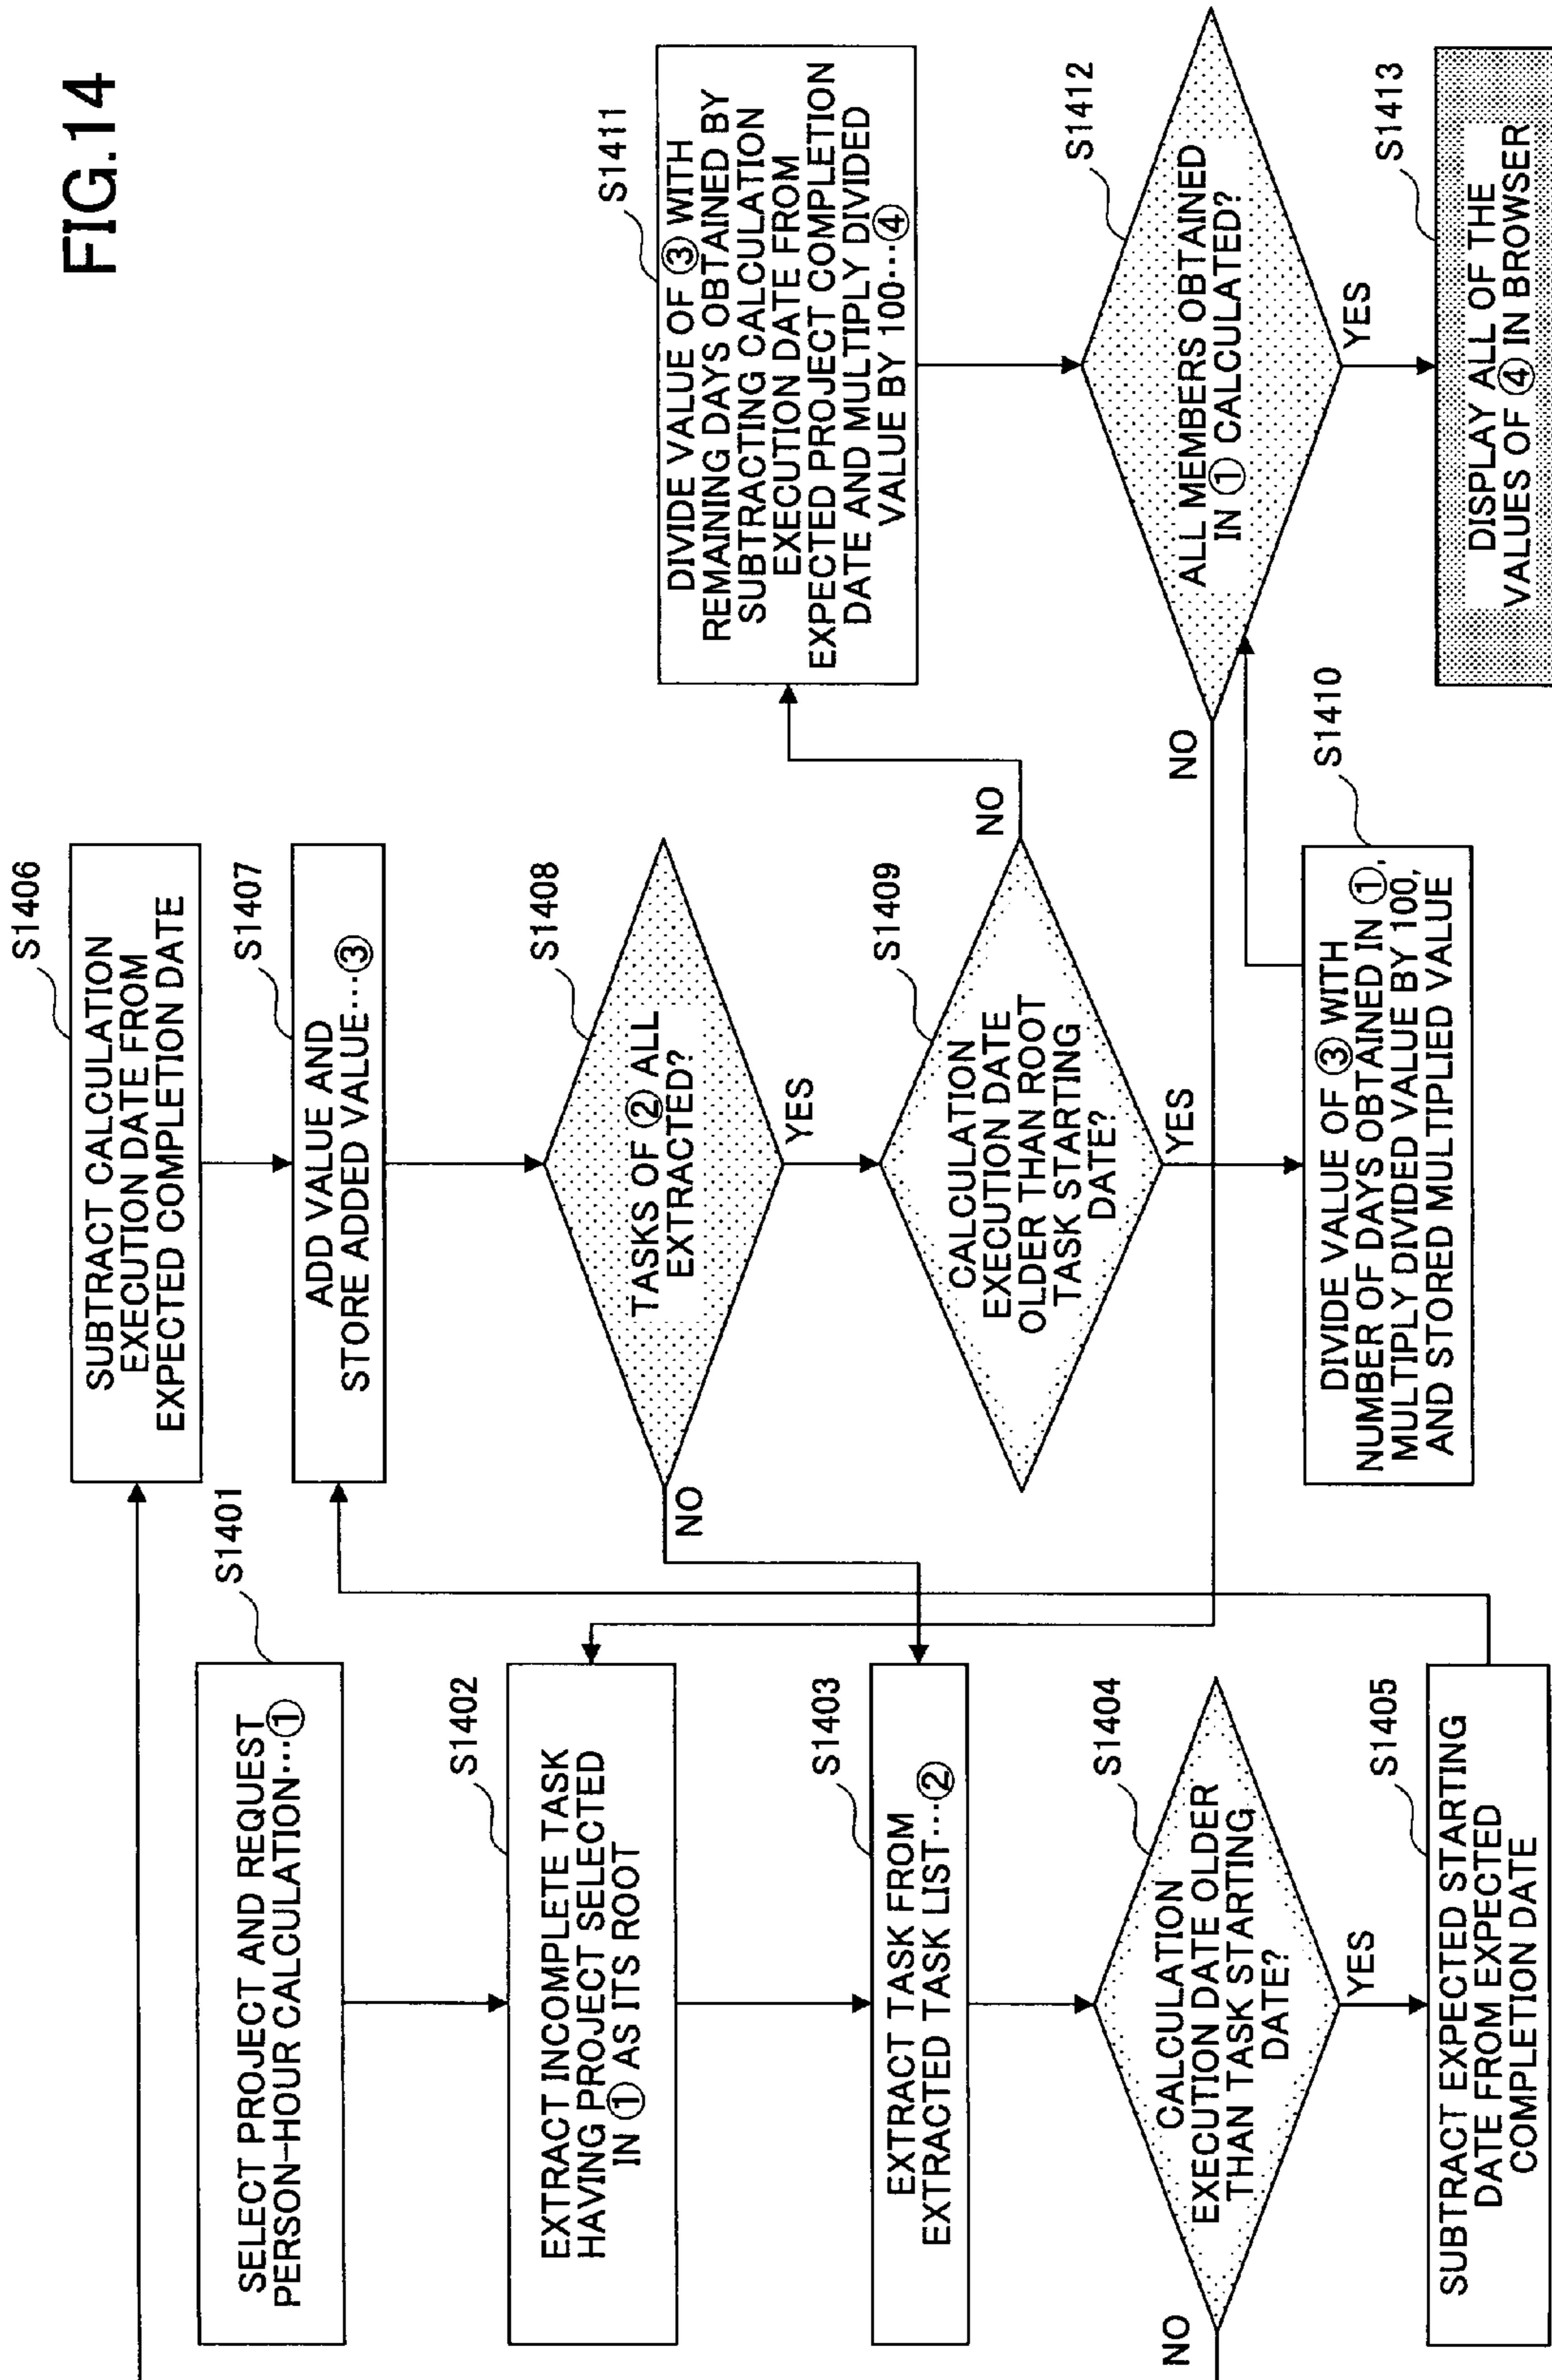 FIG.14
S1401
SELECT PROJECT AND REQUEST
PERSON-HOUR CALCULATION…①
S1402
EXTRACT INCOMPLETE TASK
HAVING PROJECT SELECTED
IN ① AS ITS ROOT
S1403
EXTRACT TASK FROM
EXTRACTED TASK LIST…②
S1404
CALCULATION
EXECUTION DATE OLDER
THAN TASK STARTING
DATE?
NO
YES
S1405
SUBTRACT EXPECTED STARTING
DATE FROM EXPECTED
COMPLETION DATE
S1406
SUBTRACT CALCULATION
EXECUTION DATE FROM
EXPECTED COMPLETION DATE
S1407
ADD VALUE AND
STORE ADDED VALUE…③
S1408
TASKS OF ② ALL
EXTRACTED?
NO
YES
S1409
CALCULATION
EXECUTION DATE
OLDER THAN ROOT
TASK STARTING
DATE?
NO
YES
S1410
DIVIDE VALUE OF ③ WITH
NUMBER OF DAYS OBTAINED IN ①,
MULTIPLY DIVIDED VALUE BY 100,
AND STORED MULTIPLIED VALUE
S1411
DIVIDE VALUE OF ③ WITH
REMAINING DAYS OBTAINED BY
SUBTRACTING CALCULATION
EXECUTION DATE FROM
EXPECTED PROJECT COMPLETION
DATE AND MULTIPLY DIVIDED
VALUE BY 100…④
S1412
ALL MEMBERS OBTAINED
IN ① CALCULATED?
NO
YES
S1413
DISPLAY ALL OF THE
VALUES OF ④ IN BROWSER